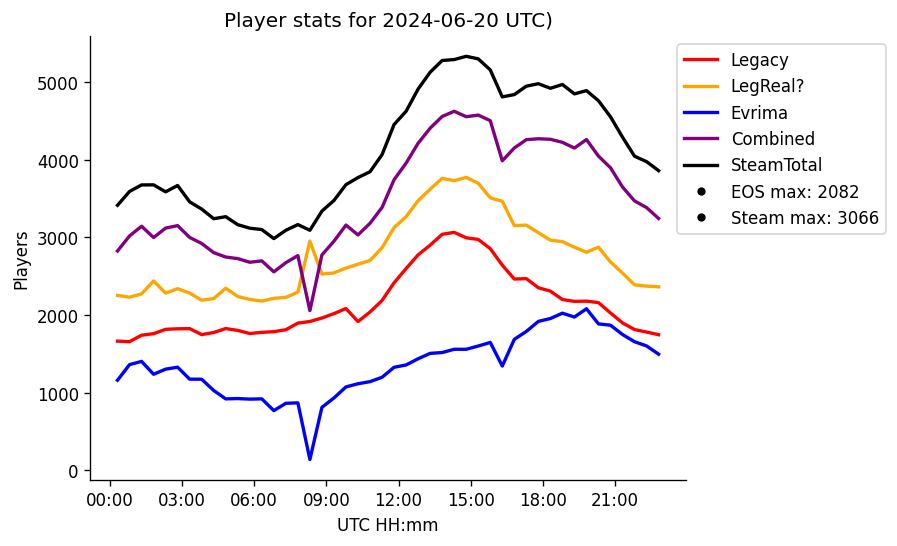 Player stats for 2024-06-20 UTC)
Legacy
LegReal?
Evrima
Combined
SteamTotal
EOS max: 2082
Steam max: 3066
Players
5000
4000
3000
2000
1000
0
00:00 03:00 06:00 09:00 12:00 15:00 18:00 21:00
UTC HH:mm